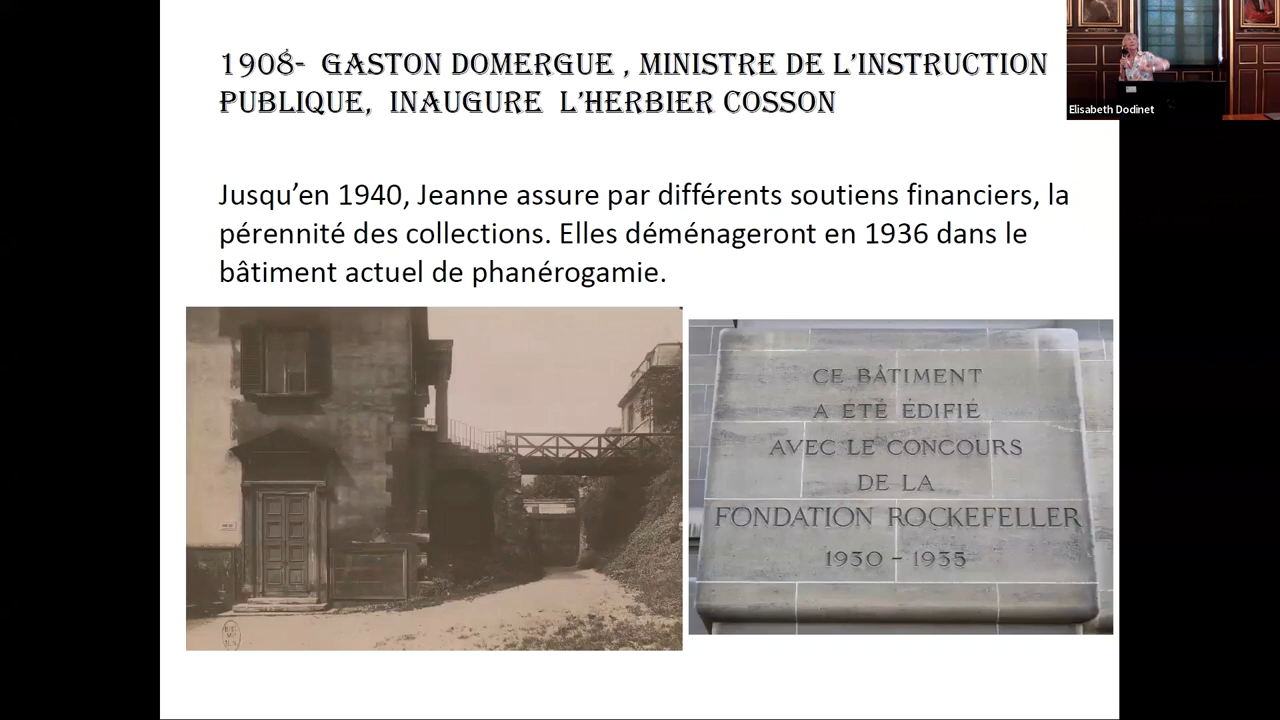 1908-  GASTON DOMERGUE , MINISTRE DE L’INSTRUCTION
PUBLIQUE,  INAUGURE  L’HERBIER COSSON
Elisabeth Dodinet
Jusqu’en 1940, Jeanne assure par différents soutiens financiers, la
pérennité des collections. Elles déménageront en 1936 dans le
bâtiment actuel de phanérogamie.
CE BÂTIMENT
A ÉTÉ ÉDIFIÉ
AVEC LE CONCOURS
DE LA
FONDATION ROCKEFELLER
1930 - 1935